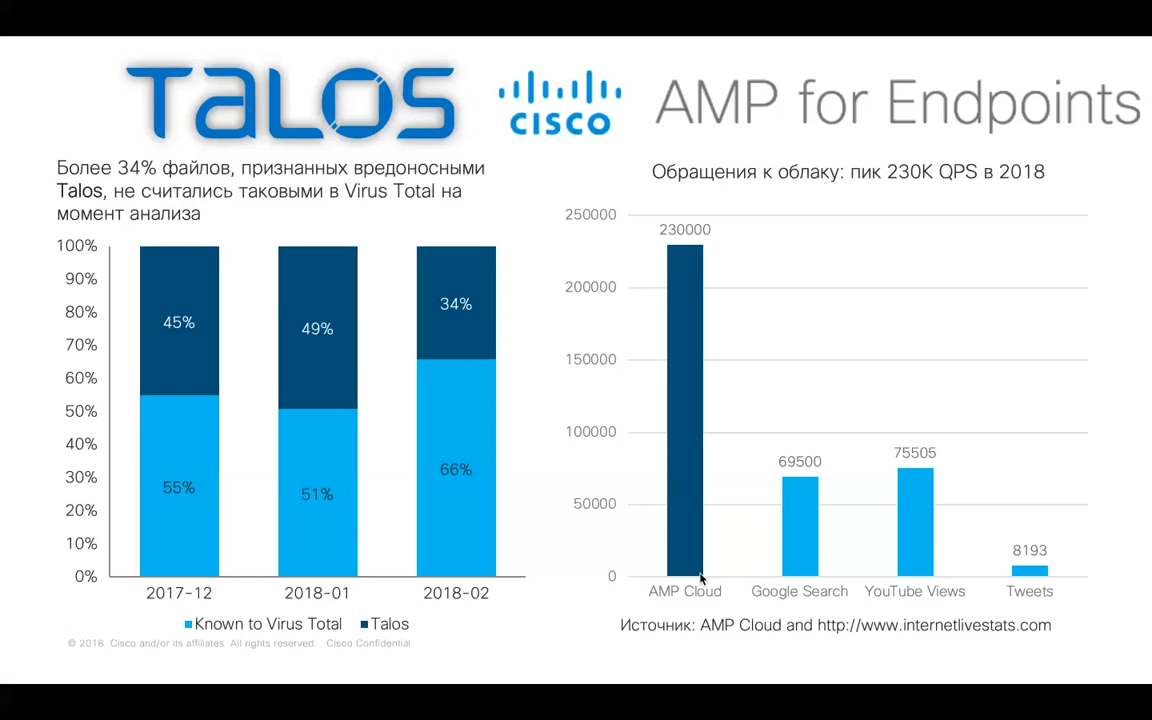 TALOS
CISCO
AMP for Endpoints
Более 34% файлов, признанных вредоносными
Talos, не считались таковыми в Virus Total на
момент анализа
100%
90%
80%
70%
60%
50%
40%
30%
20%
10%
0%
45%
49%
34%
55%
51%
66%
2017-12
2018-01
2018-02
Known to Virus Total
Talos
© 2018 Cisco and/or its affiliates. All rights reserved. Cisco Confidential
Обращения к облаку: пик 230K QPS в 2018
250000
200000
150000
100000
50000
0
230000
69500
75505
8193
AMP Cloud
Google Search
YouTube Views
Tweets
Источник: AMP Cloud and http://www.internetlivestats.com